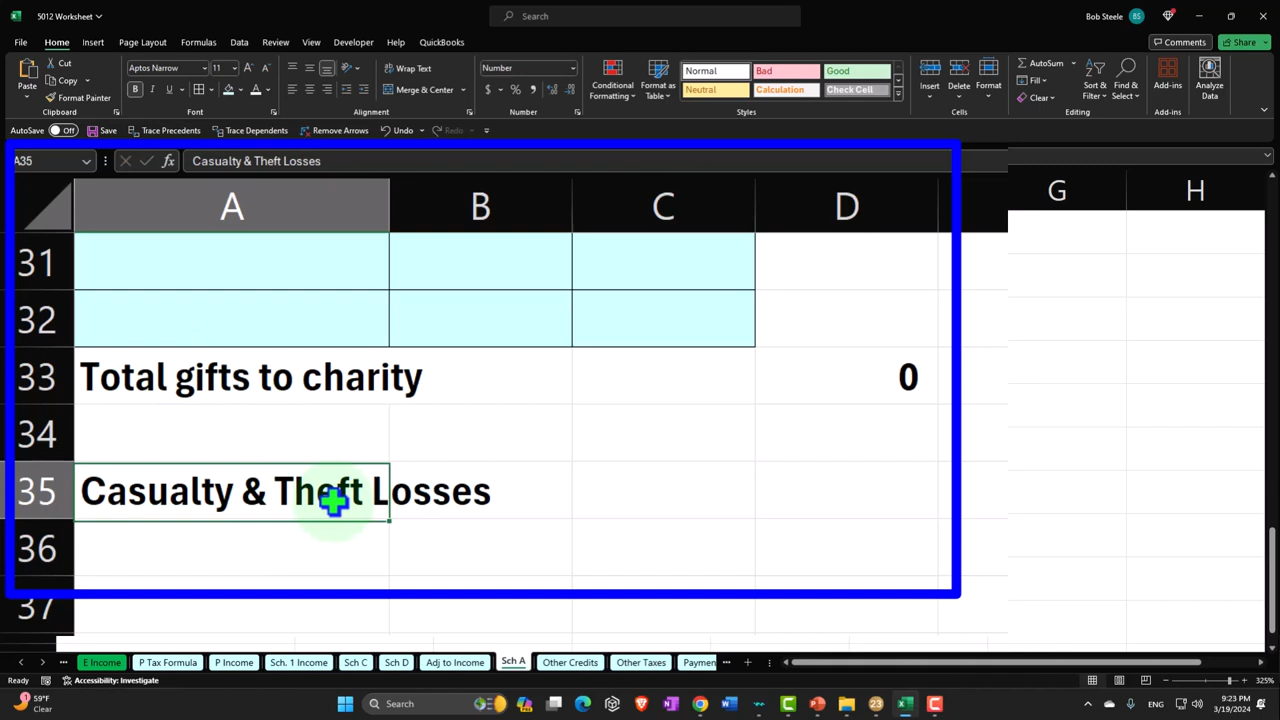 5012 Worksheet
Search
Bob Steele BS
File Home Insert Page Layout Formulas Data Review View Developer Help QuickBooks Comments Share
Paste Cut Copy Format Painter Clipboard
Aptos Narrow 11 A A B I U A Font
Wrap Text Merge & Center Alignment
Number $ % Number
Conditional Formatting Format as Table
Normal Bad Good Neutral Calculation Check Cell Styles
Insert Delete Format Cells
AutoSum Fill Clear Sort & Filter Find & Select Editing
Add-ins Add-ins
Analyze Data
AutoSave Off Save Trace Precedents Trace Dependents Remove Arrows Undo Redo
A35 fx Casualty & Theft Losses
A B C D G H
31
32
33 Total gifts to charity 0
34
35 Casualty & Theft Losses
36
37
E Income P Tax Formula P Income Sch. 1 Income Sch C Sch D Adj to Income Sch A Other Credits Other Taxes Paymen
Ready Accessibility: Investigate 325%
1 59°F Clear
Search
23
ENG 9:23 PM 3/19/2024